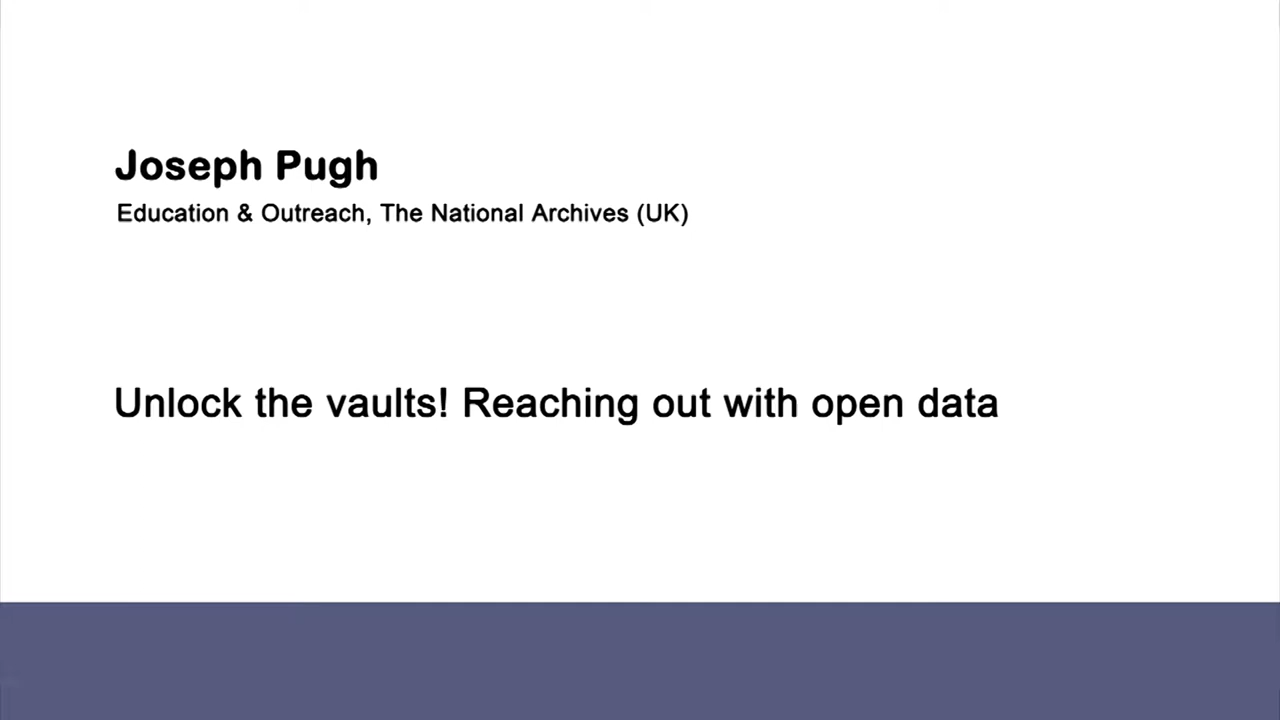 Joseph Pugh
Education & Outreach, The National Archives (UK)
Unlock the vaults! Reaching out with open data